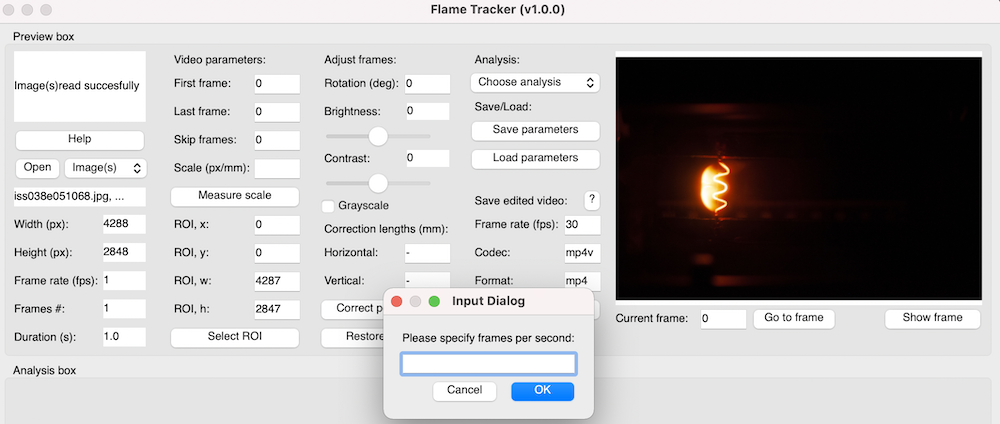 Flame Tracker (v1.0.0)
Preview box
Image(s)read succesfully
Help
Open
Image(s)
iss038e051068.jpg, ...
Width (px):
4288
Height (px):
2848
Frame rate (fps):
1
Frames #:
1
Duration (s):
1.0
Video parameters:
First frame:
0
Last frame:
0
Skip frames:
0
Scale (px/mm):
Measure scale
ROI, x:
0
ROI, y:
0
ROI, w:
4287
ROI, h:
2847
Select ROI
Adjust frames:
Rotation (deg):
0
Brightness:
0
Contrast:
0
Grayscale
Correction lengths (mm):
Horizontal:
-
Vertical:
-
Correct
Restore
Analysis:
Choose analysis
Save/Load:
Save parameters
Load parameters
Save edited video:
?
Frame rate (fps):
30
Codec:
mp4v
Format:
mp4
Current frame:
0
Go to frame
Show frame
Input Dialog
Please specify frames per second:
Cancel
OK
Analysis box